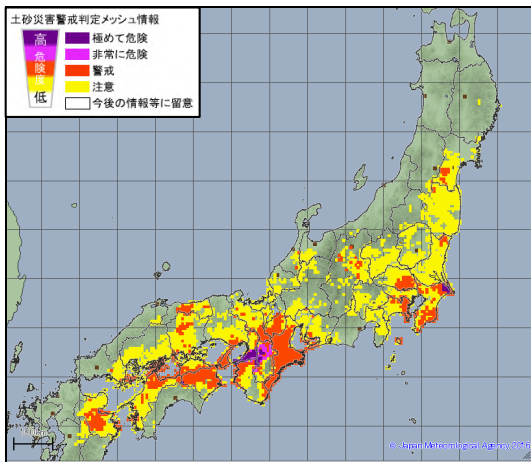 土砂災害警戒判定メッシュ情報
高
危険度
低
極めて危険
非常に危険
警戒
注意
今後の情報等に留意
100km
© Japan Meteorological Agency 2016